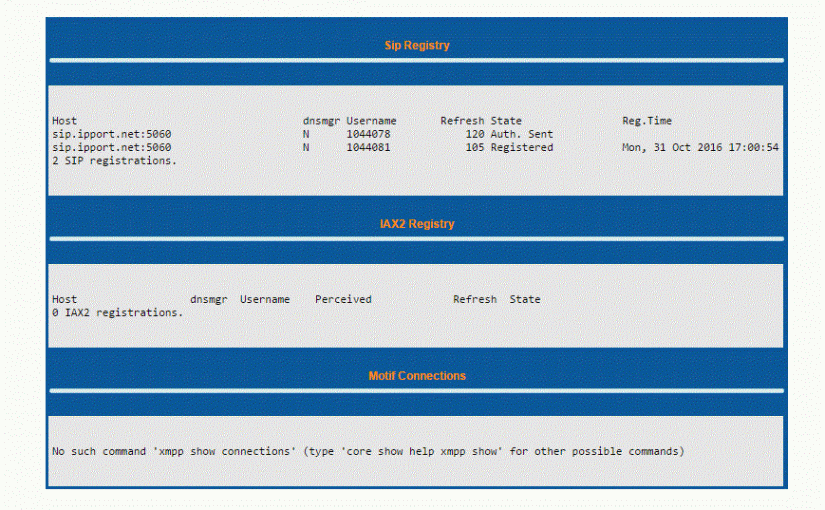 Sip Registry
Host dnsmgr Username Refresh State Reg.Time
sip.ipport.net:5060 N 1044078 120 Auth. Sent
sip.ipport.net:5060 N 1044081 105 Registered Mon, 31 Oct 2016 17:00:54
2 SIP registrations.
IAX2 Registry
Host dnsmgr Username Perceived Refresh State
0 IAX2 registrations.
Motif Connections
No such command 'xmpp show connections' (type 'core show help xmpp show' for other possible commands)